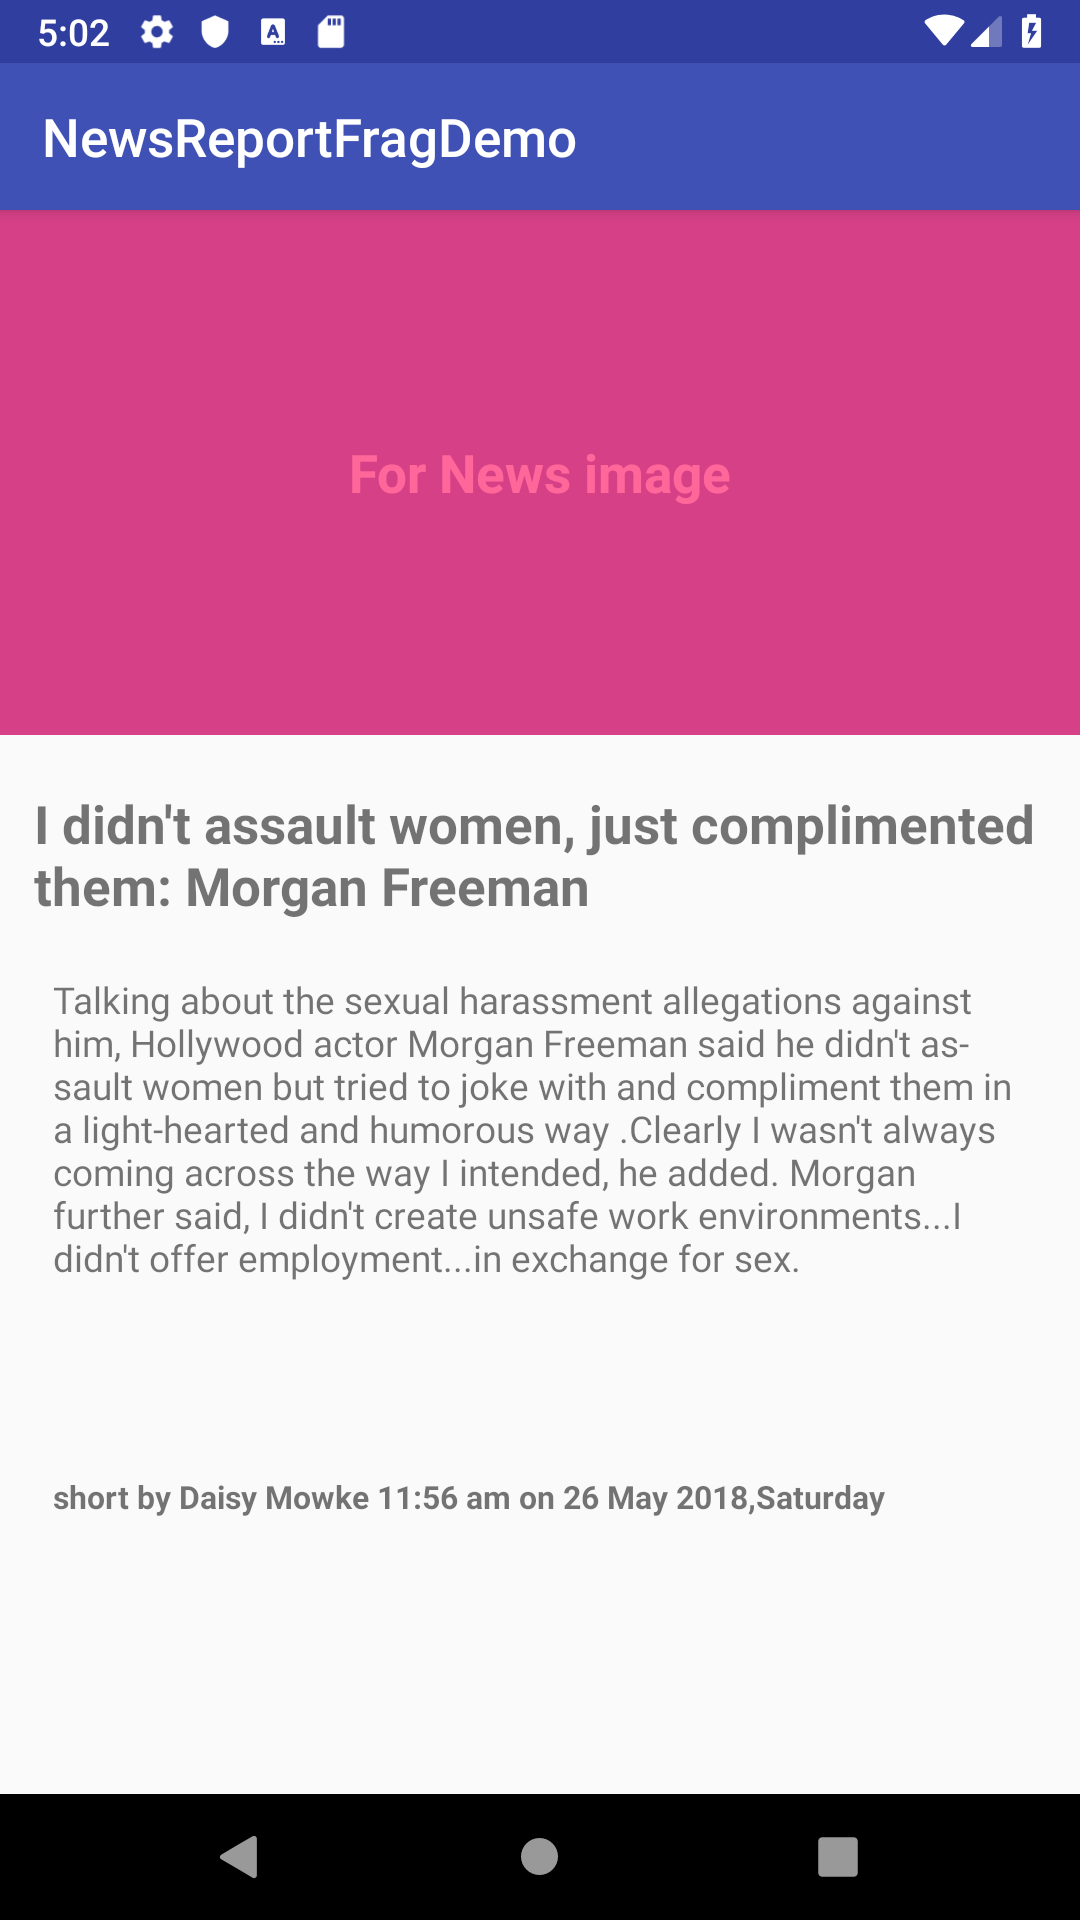 5:02
NewsReportFragDemo
For News image
I didn't assault women, just complimented
them: Morgan Freeman
Talking about the sexual harassment allegations against
him, Hollywood actor Morgan Freeman said he didn't as-
sault women but tried to joke with and compliment them in
a light-hearted and humorous way .Clearly I wasn't always
coming across the way I intended, he added. Morgan
further said, I didn't create unsafe work environments...I
didn't offer employment...in exchange for sex.
short by Daisy Mowke 11:56 am on 26 May 2018,Saturday